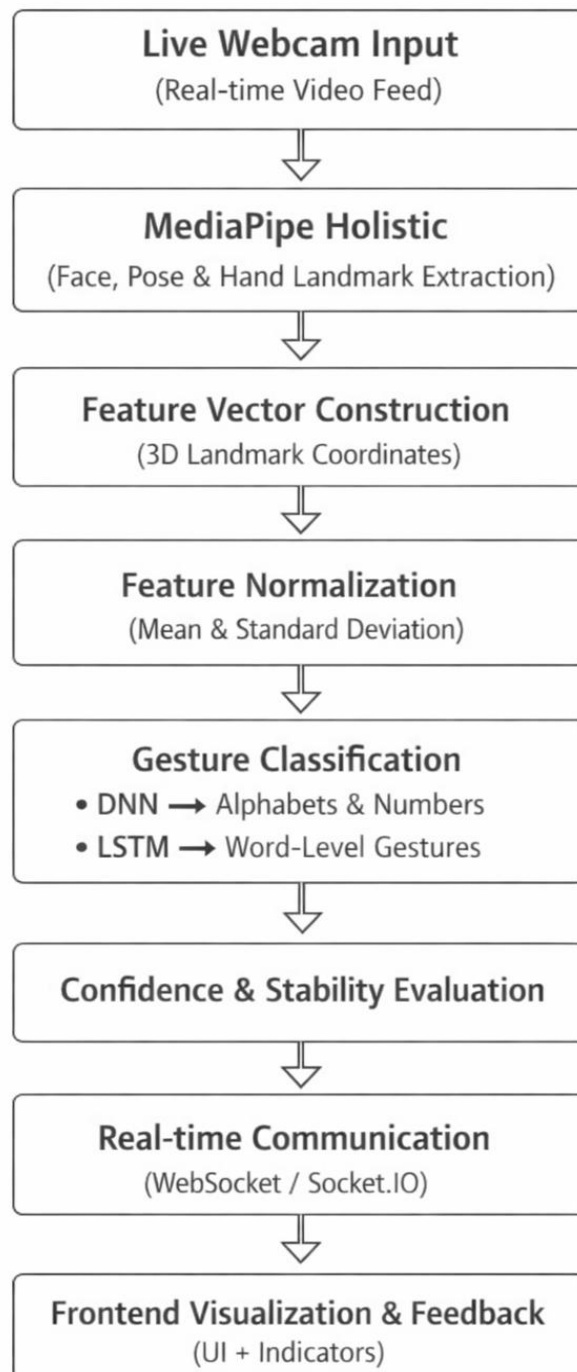 Live Webcam Input
(Real-time Video Feed)
MediaPipe Holistic
(Face, Pose & Hand Landmark Extraction)
Feature Vector Construction
(3D Landmark Coordinates)
Feature Normalization
(Mean & Standard Deviation)
Gesture Classification
• DNN ⟶ Alphabets & Numbers
• LSTM ⟶ Word-Level Gestures
Confidence & Stability Evaluation
Real-time Communication
(WebSocket / Socket.IO)
Frontend Visualization & Feedback
(UI + Indicators)